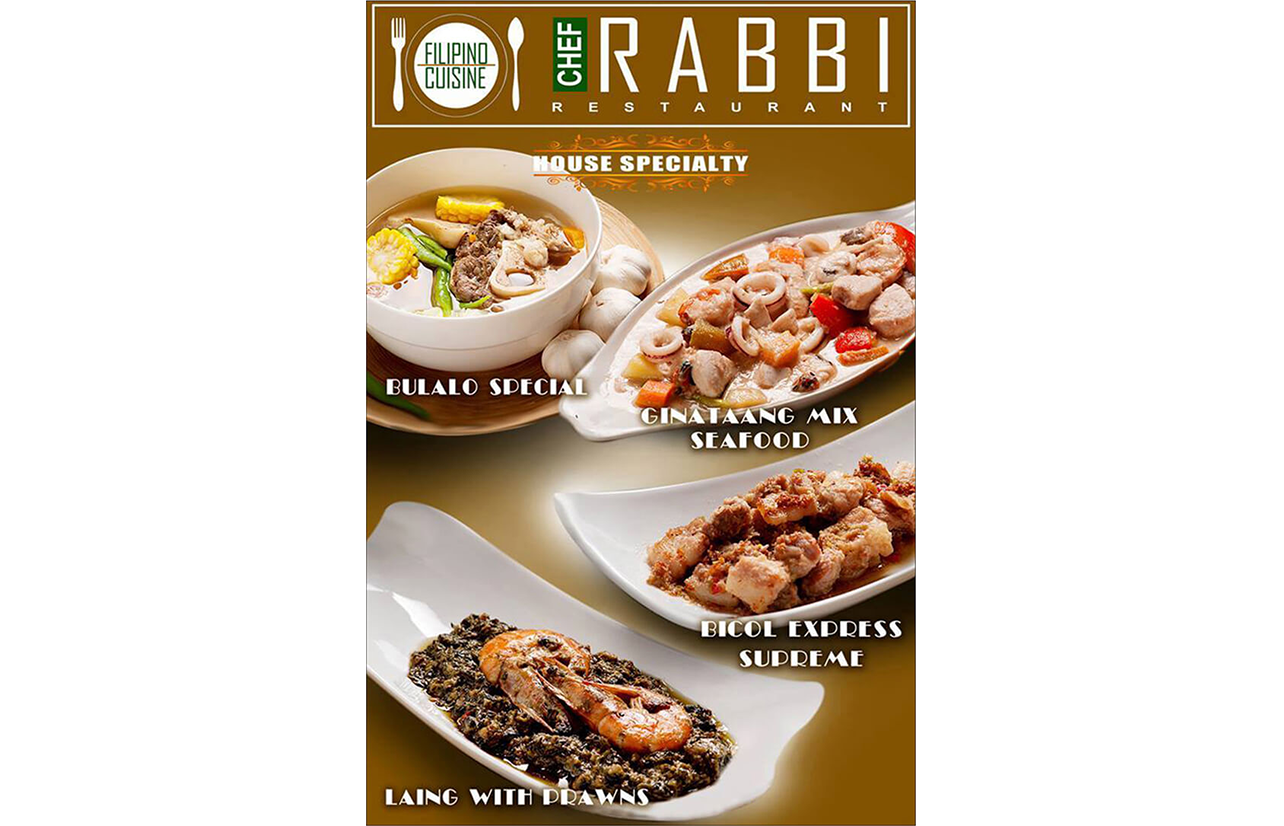 FILIPINO
CUISINE
CHEF
RABBI
RESTAURANT
HOUSE SPECIALTY
BULALO SPECIAL
GINATAANG MIX
SEAFOOD
BICOL EXPRESS
SUPREME
LAING WITH PRAWNS